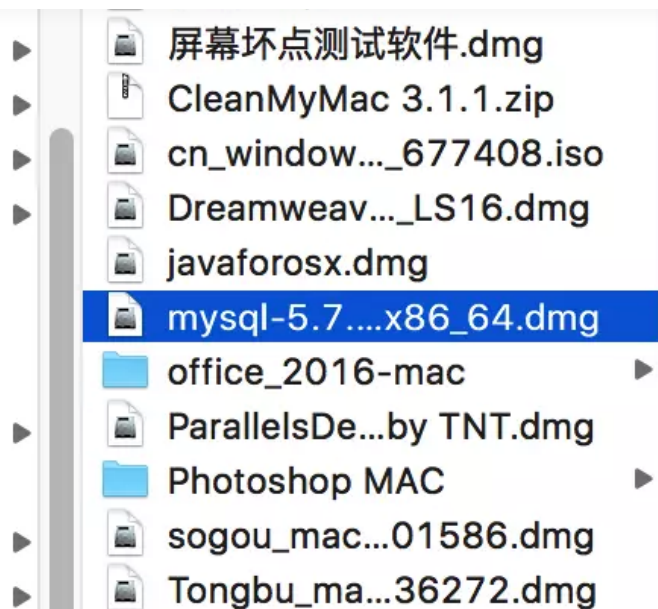 屏幕坏点测试软件.dmg
CleanMyMac 3.1.1.zip
cn_window..._677408.iso
Dreamweav..._LS16.dmg
javaforosx.dmg
mysql-5.7....x86_64.dmg
office_2016-mac
ParallelsDe...by TNT.dmg
Photoshop MAC
sogou_mac...01586.dmg
Tongbu_ma...36272.dmg